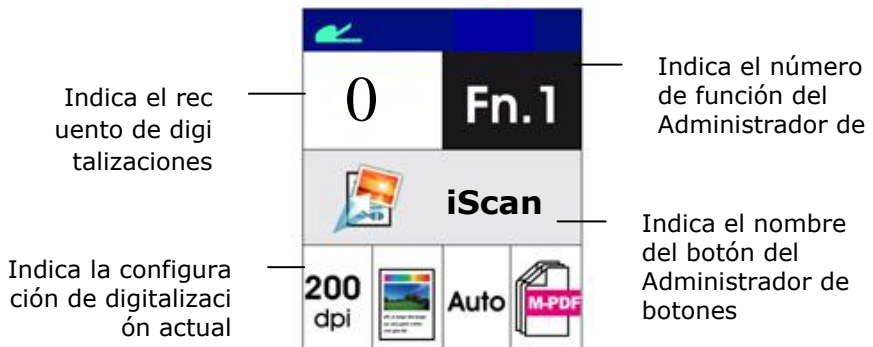 Indica el rec
uento de digi
talizaciones
0
Fn.1
Indica el número
de función del
Administrador de
iScan
Indica el nombre
del botón del
Administrador de
botones
Indica la configura
ción de digitalizaci
ón actual
200
dpi
Auto
M-PDF